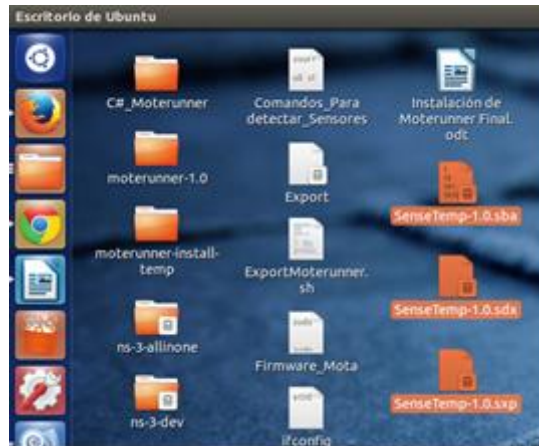 Escritorio de Ubuntu
C#_Moterunner
Comandos_Para
detectar_Sensores
Instalación de
Moterunner Final.
odt
moterunner-1.0
Export
SenseTemp-1.0.sba
moterunner-install-
temp
ExportMoterunner.
sh
SenseTemp-1.0.sdx
ns-3-allinone
Firmware_Mota
SenseTemp-1.0.sxp
ns-3-dev
ifconfig